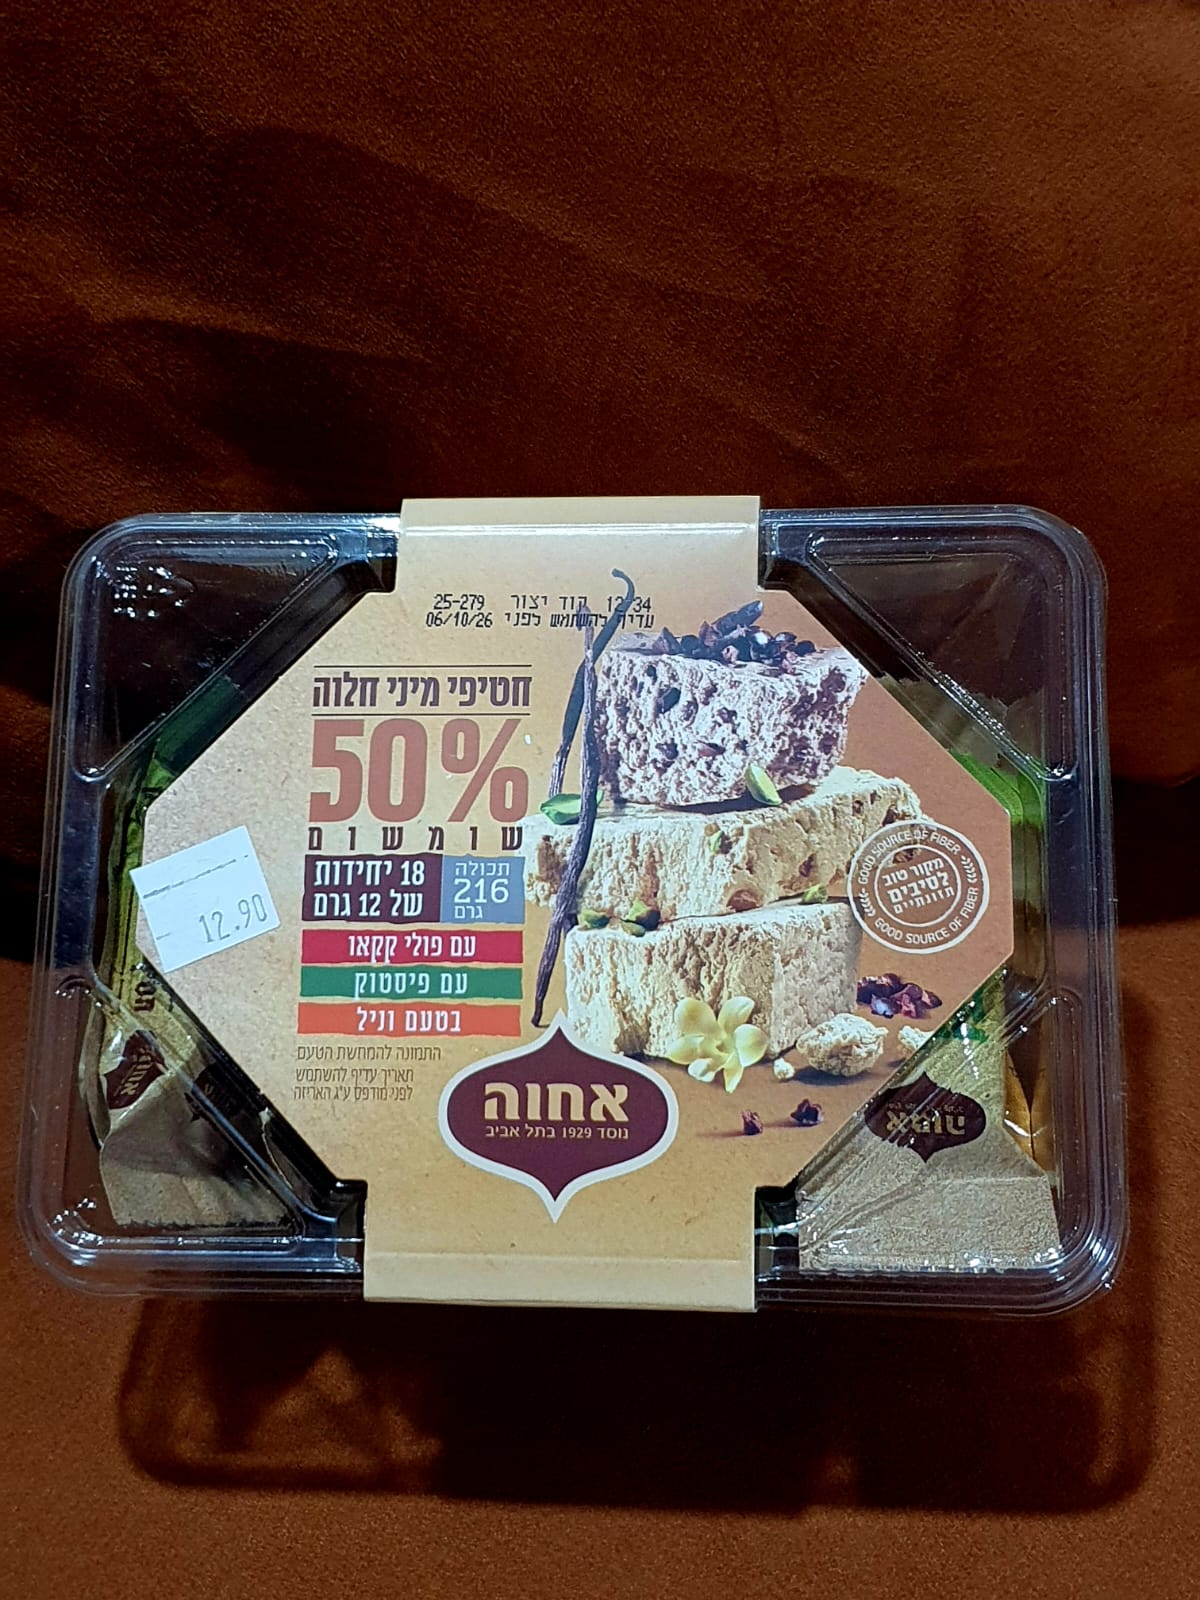 25-279 קוד יצור 12:34
עדיף להשתמש לפני 06/10/26
חטיפי מיני חלוה
50%
שומשום
18 יחידות
של 12 גרם
תכולה
216
גרם
עם פולי קקאו
עם פיסטוק
בטעם וניל
התמונה להמחשת הטעם
תאריך עדיף להשתמש
לפני מודפס ע"ג האריזה
אחוה
נוסד 1929 בתל אביב
GOOD SOURCE OF FIBER
מקור טוב
לסיבים
תזונתיים
GOOD SOURCE OF FIBER
12.90
אחוה
אחוה